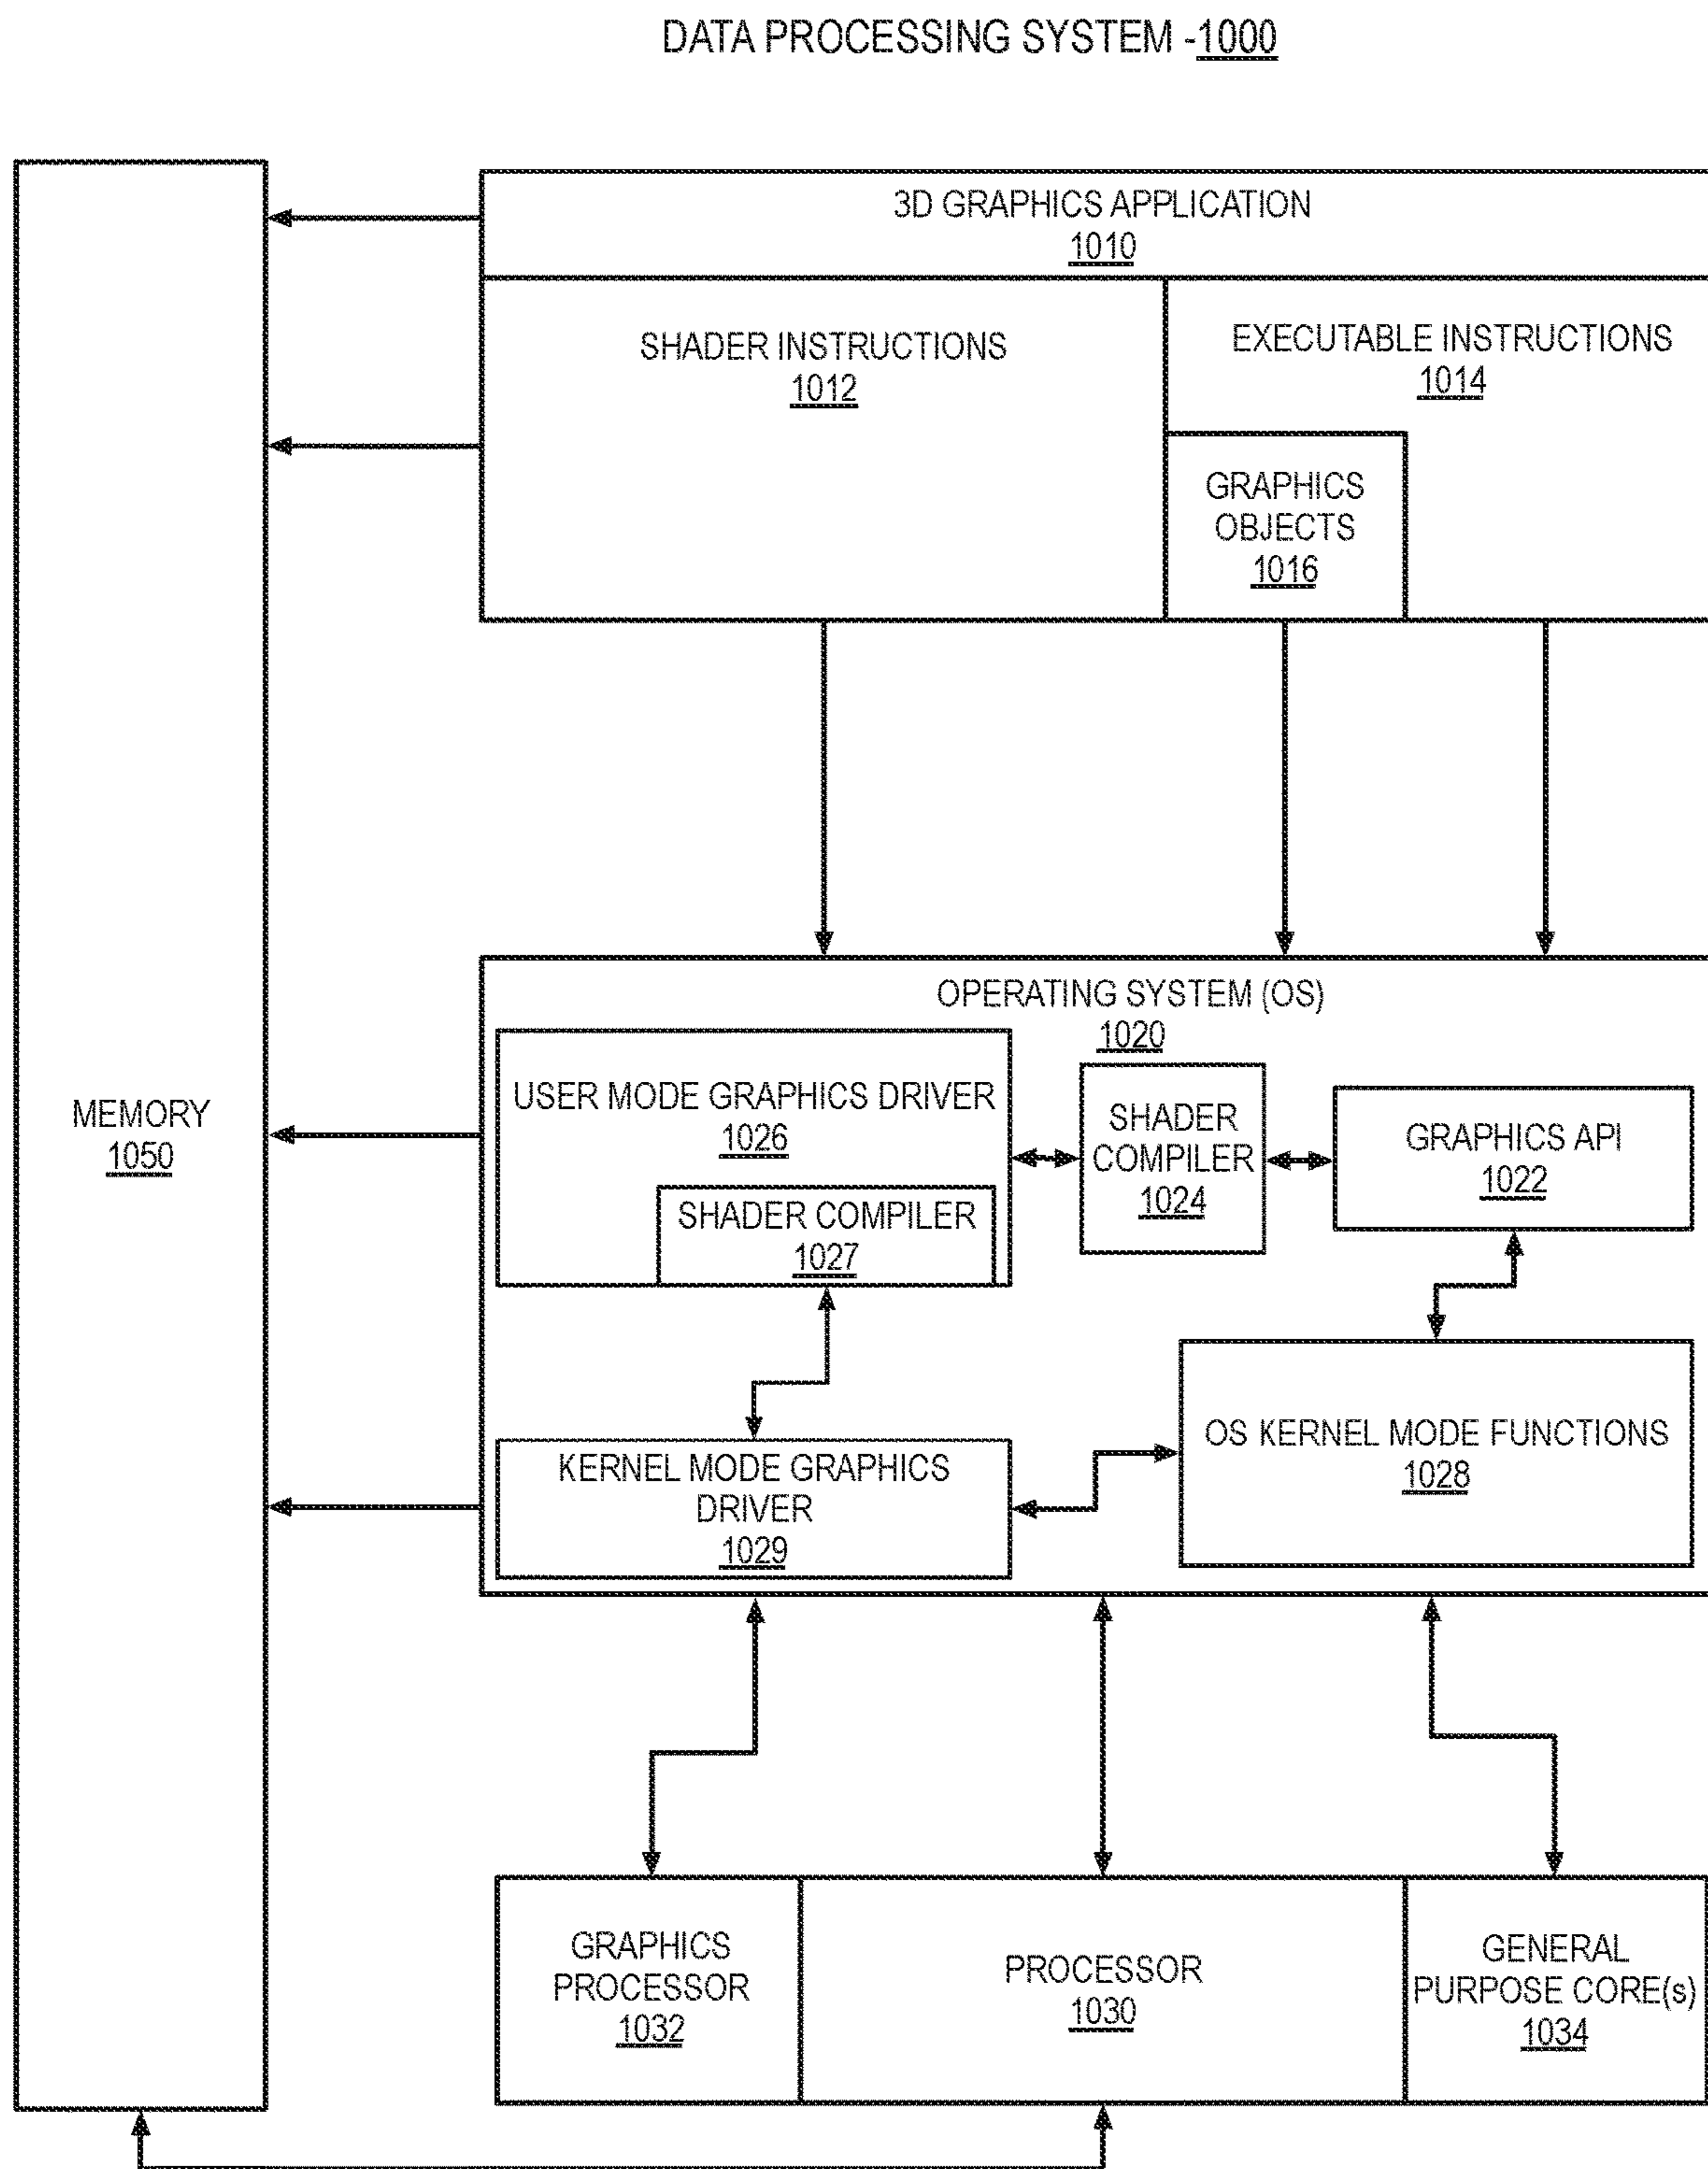 DATA PROCESSING SYSTEM -1000
3D GRAPHICS APPLICATION
1010
SHADER INSTRUCTIONS
1012
EXECUTABLE INSTRUCTIONS
1014
GRAPHICS
OBJECTS
1016
MEMORY
1050
OPERATING SYSTEM (OS)
1020
USER MODE GRAPHICS DRIVER
1026
SHADER COMPILER
1027
SHADER
COMPILER
1024
GRAPHICS API
1022
KERNEL MODE GRAPHICS
DRIVER
1029
OS KERNEL MODE FUNCTIONS
1028
GRAPHICS
PROCESSOR
1032
PROCESSOR
1030
GENERAL
PURPOSE CORE(s)
1034